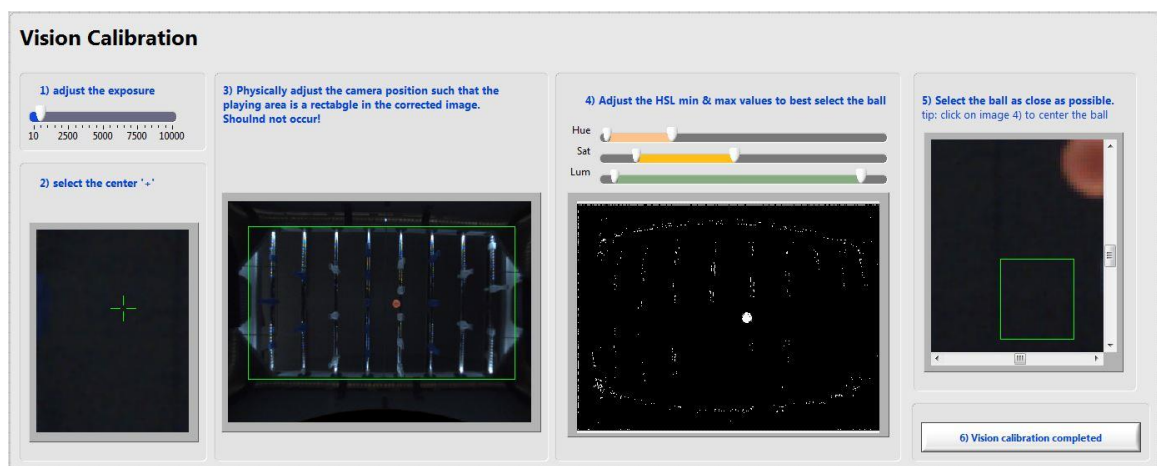 Vision Calibration
1) adjust the exposure
10 2500 5000 7500 10000
2) select the center '+'
3) Physically adjust the camera position such that the
playing area is a rectabgle in the corrected image.
Shoulnd not occur!
4) Adjust the HSL min & max values to best select the ball
Hue
Sat
Lum
5) Select the ball as close as possible.
tip: click on image 4) to center the ball
6) Vision calibration completed